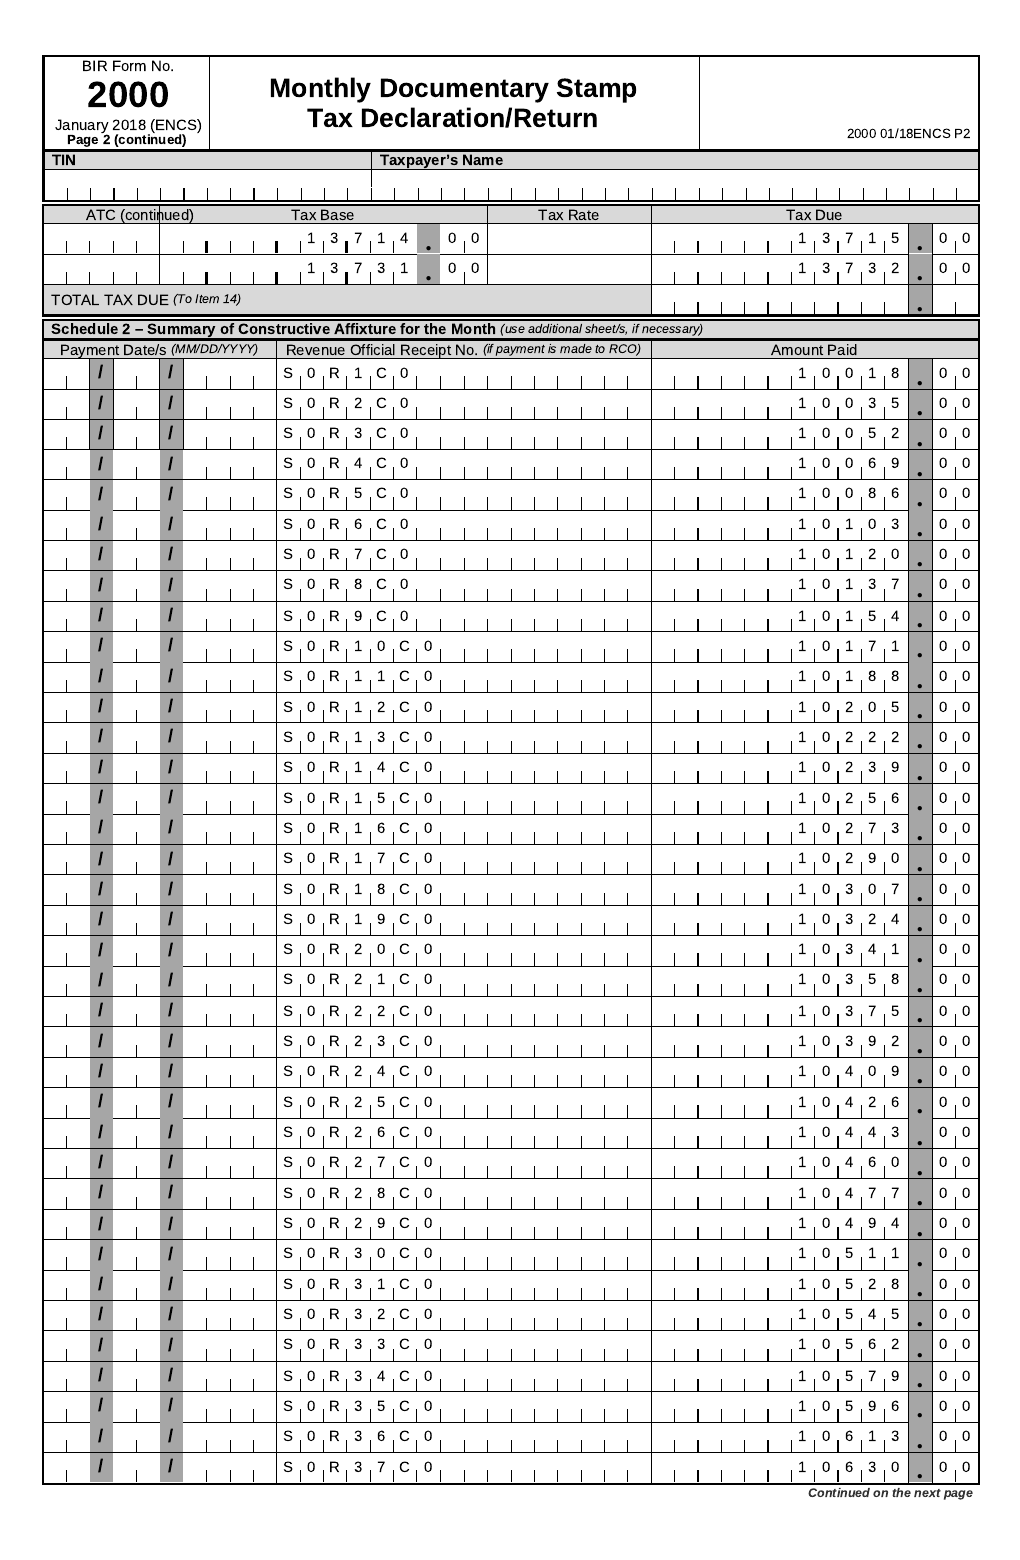 BIR Form No.
2000
January 2018 (ENCS)
Page 2 (continued)
Monthly Documentary Stamp
Tax Declaration/Return
2000 01/18ENCS P2
TIN Taxpayer's Name
ATC (continued) Tax Base Tax Rate Tax Due
13714.00 13715.00
13731.00 13732.00
TOTAL TAX DUE (To Item 14) .
Schedule 2 – Summary of Constructive Affixture for the Month (use additional sheet/s, if necessary)
Payment Date/s (MM/DD/YYYY) Revenue Official Receipt No. (if payment is made to RCO) Amount Paid
/ / S0R1C0 10018.00
/ / S0R2C0 10035.00
/ / S0R3C0 10052.00
/ / S0R4C0 10069.00
/ / S0R5C0 10086.00
/ / S0R6C0 10103.00
/ / S0R7C0 10120.00
/ / S0R8C0 10137.00
/ / S0R9C0 10154.00
/ / S0R10C0 10171.00
/ / S0R11C0 10188.00
/ / S0R12C0 10205.00
/ / S0R13C0 10222.00
/ / S0R14C0 10239.00
/ / S0R15C0 10256.00
/ / S0R16C0 10273.00
/ / S0R17C0 10290.00
/ / S0R18C0 10307.00
/ / S0R19C0 10324.00
/ / S0R20C0 10341.00
/ / S0R21C0 10358.00
/ / S0R22C0 10375.00
/ / S0R23C0 10392.00
/ / S0R24C0 10409.00
/ / S0R25C0 10426.00
/ / S0R26C0 10443.00
/ / S0R27C0 10460.00
/ / S0R28C0 10477.00
/ / S0R29C0 10494.00
/ / S0R30C0 10511.00
/ / S0R31C0 10528.00
/ / S0R32C0 10545.00
/ / S0R33C0 10562.00
/ / S0R34C0 10579.00
/ / S0R35C0 10596.00
/ / S0R36C0 10613.00
/ / S0R37C0 10630.00
Continued on the next page